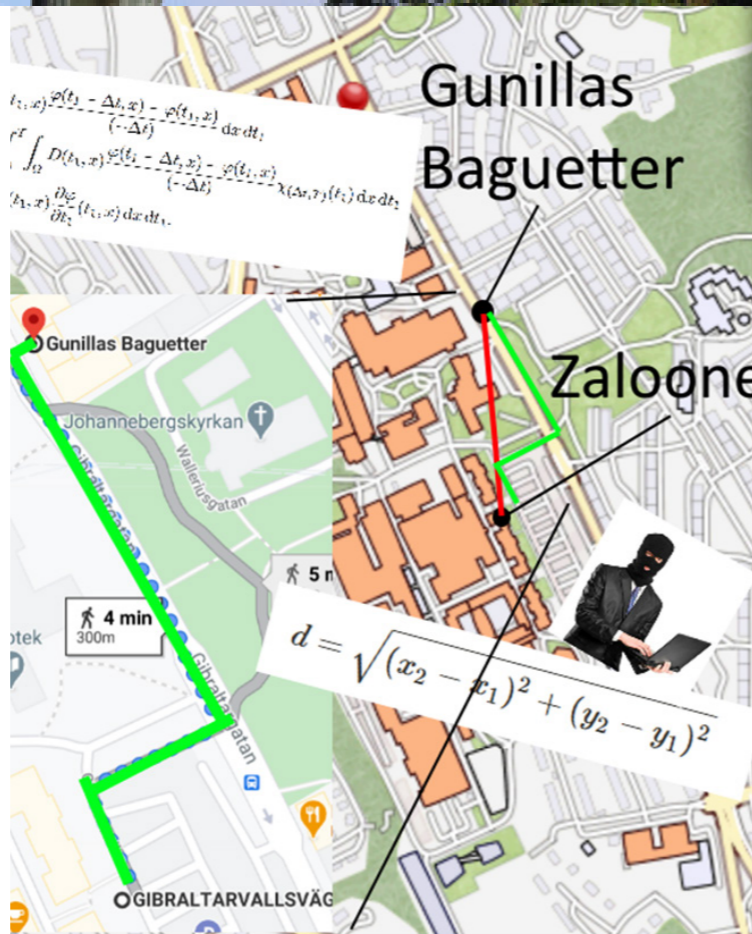 Gunillas
Baguetter
Gunillas Baguetter
Johannebergskyrkan
Walleriusgatan
Gibraltargatan
Zaloone
5 n
4 min
300m
otek
Gibraltargatan
d = √(x₂ − x₁)² + (y₂ − y₁)²
GIBRALTARVALLSVÄG